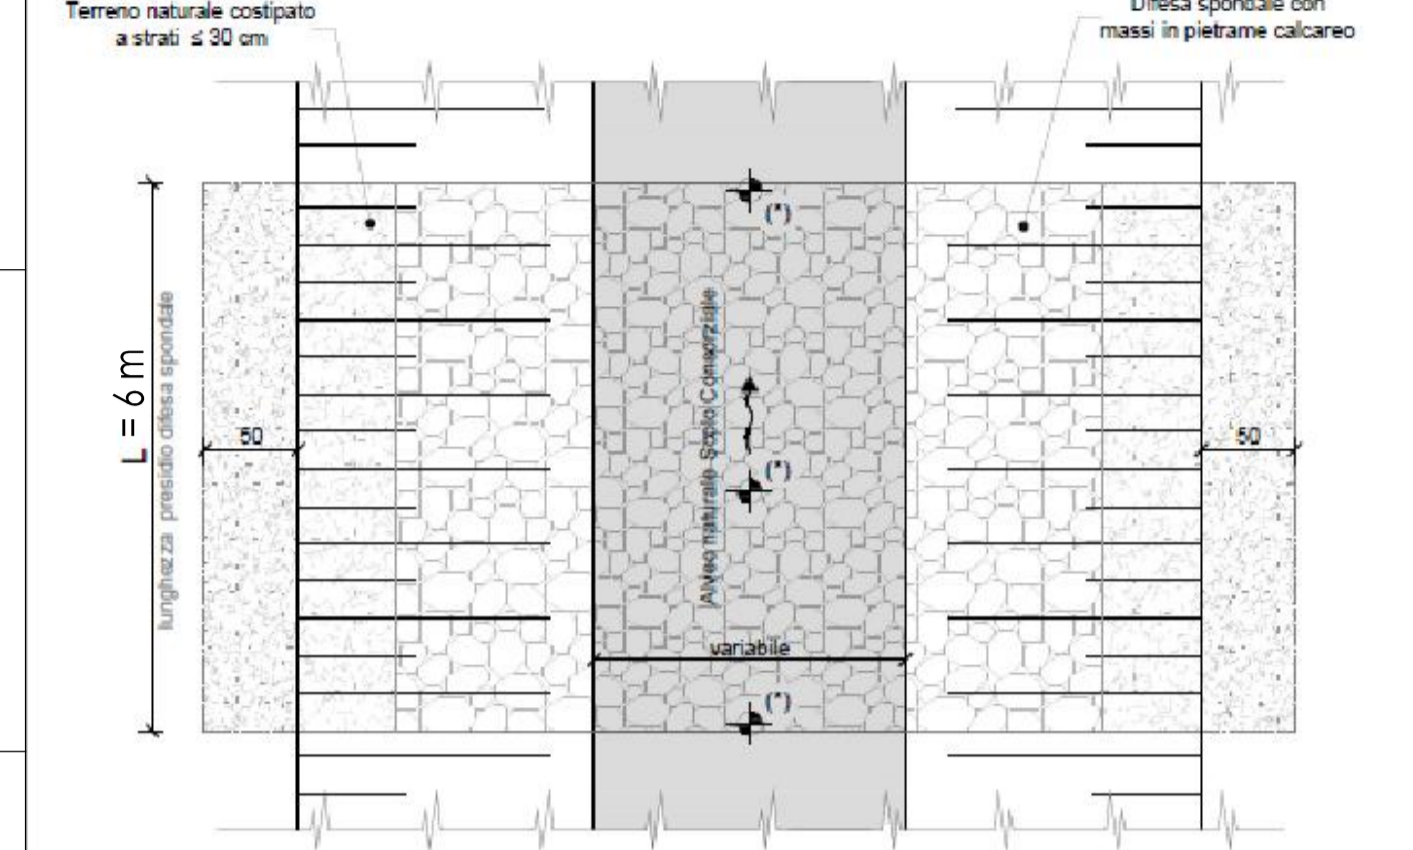 Terreno naturale costipato
a strati ≤ 30 cm
Difesa spondale con
massi in pietrame calcareo
(*)
L = 6 m
lunghezza presidio difesa spondale
50
Alveo naturale Scolo Consorziale
(*)
50
variabile
(*)